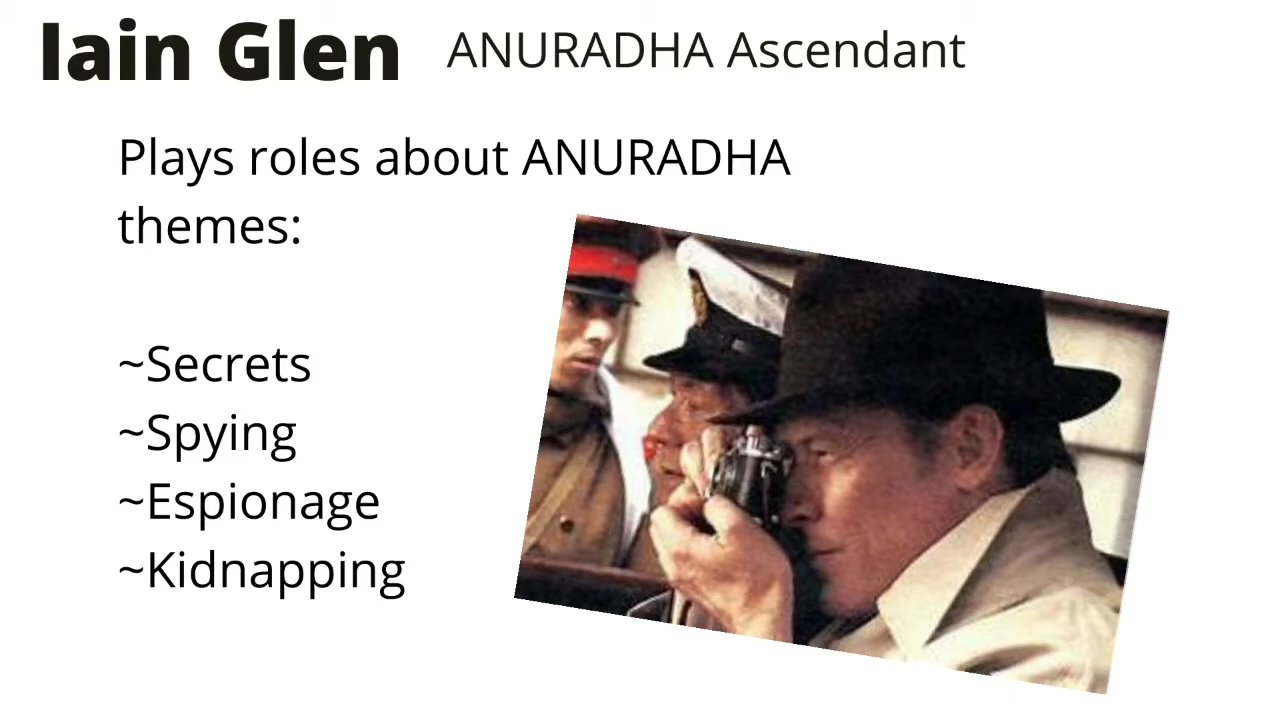 Iain Glen ANURADHA Ascendant
Plays roles about ANURADHA
themes:
~Secrets
~Spying
~Espionage
~Kidnapping